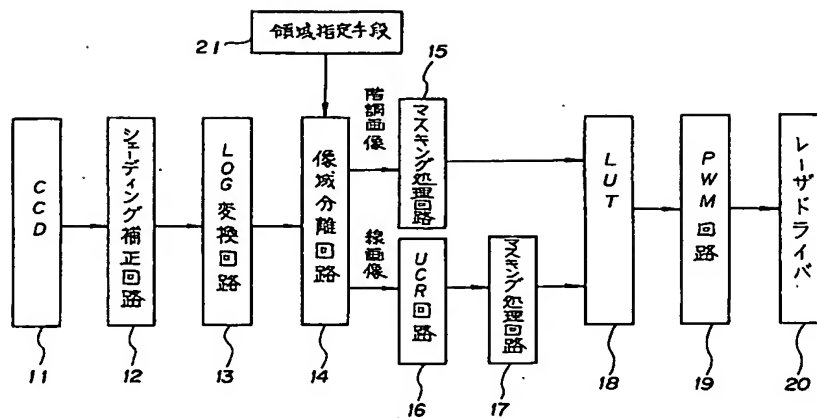 21
領域指定手段
CCD
11
シェーディング補正回路
12
LOG変換回路
13
像域分離回路
14
階調画像
15
マスキング処理回路
線画像
UCR回路
16
マスキング処理回路
17
LUT
18
PWM回路
19
レーザドライバ
20